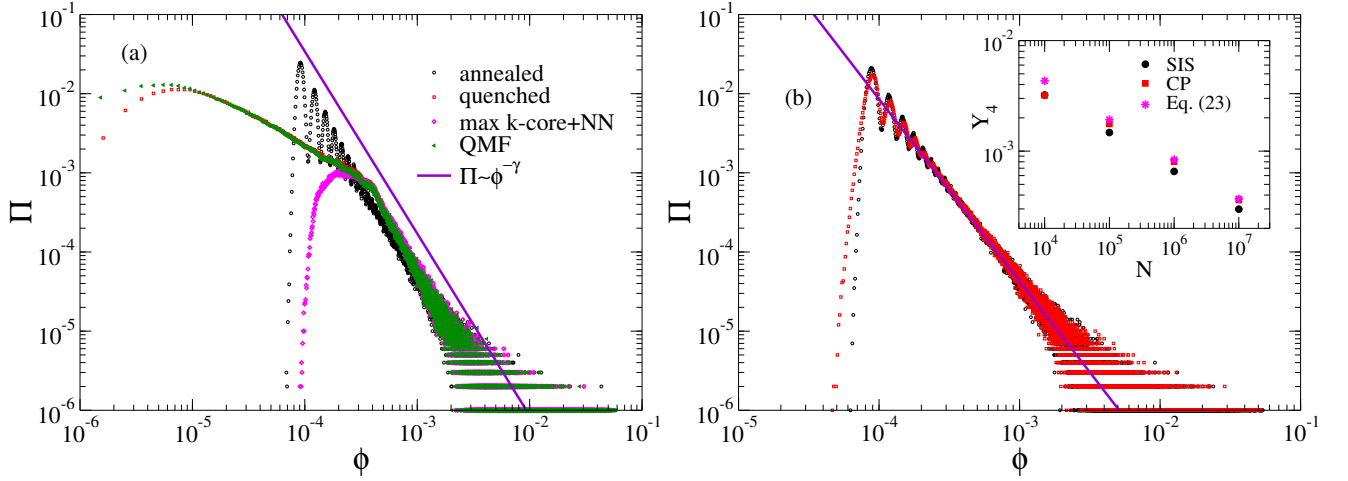 (a)
annealed
quenched
max k-core+NN
QMF
Π~ϕ^-γ
10^-1
10^-2
10^-3
10^-4
10^-5
10^-6
Π
10^-6
10^-5
10^-4
10^-3
10^-2
10^-1
ϕ
(b)
10^-1
10^-2
10^-3
10^-4
10^-5
10^-6
Π
10^-5
10^-4
10^-3
10^-2
10^-1
ϕ
SIS
CP
Eq. (23)
10^-2
10^-3
Y_4
10^4
10^5
10^6
10^7
N